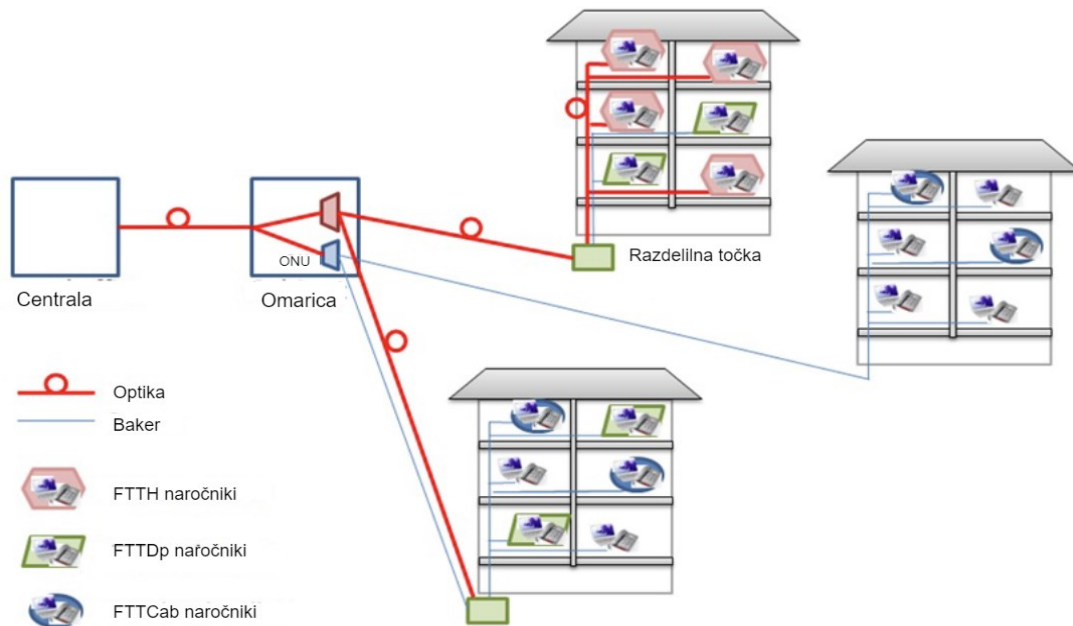 Razdelilna točka
ONU
Centrala
Omarica
Optika
Baker
FTTH naročniki
FTTDp naročniki
FTTCab naročniki